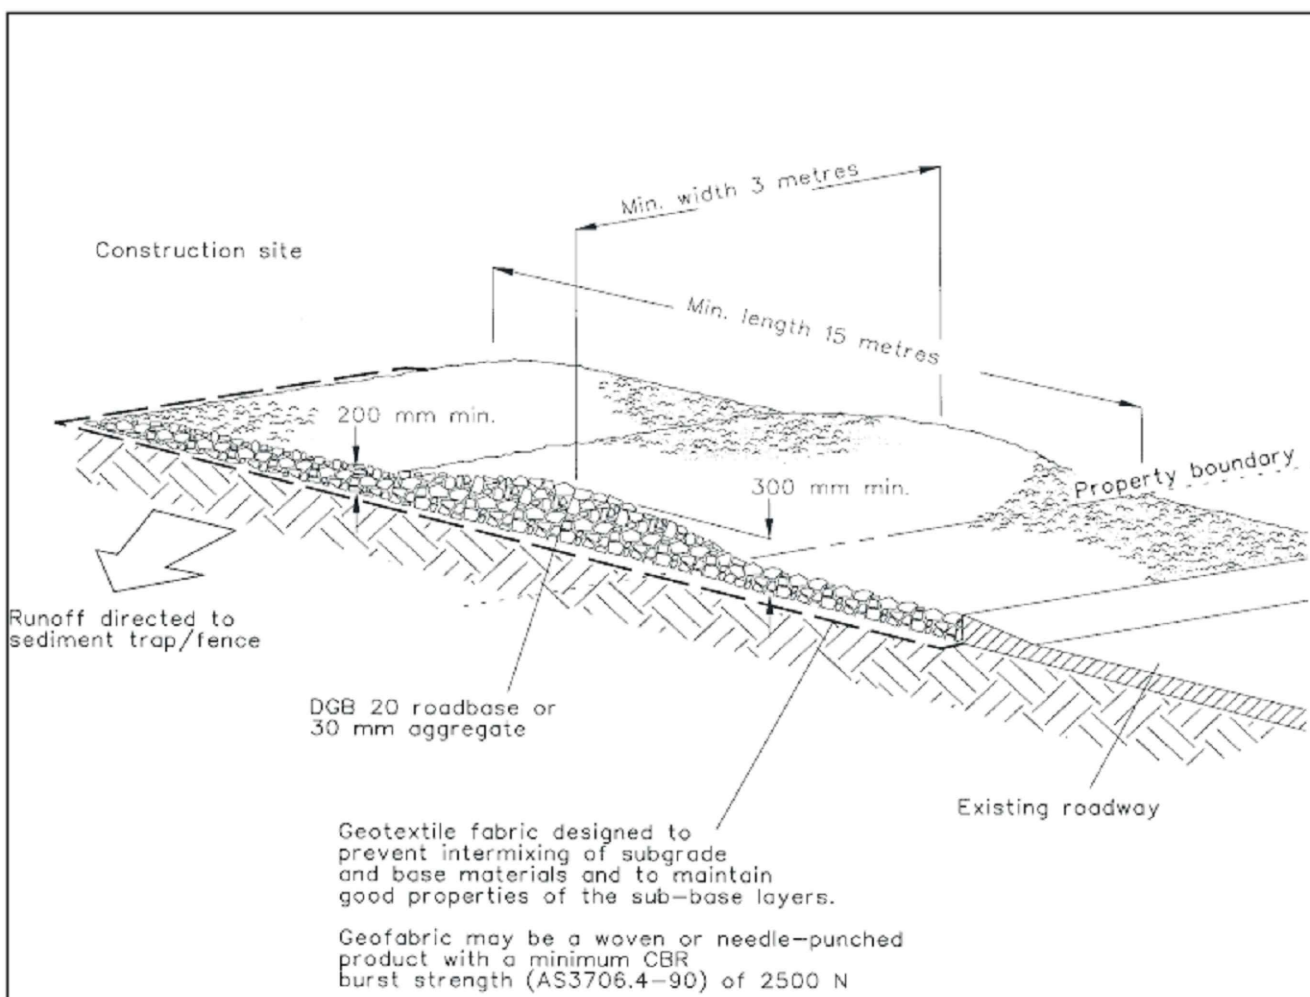 Min. width 3 metres
Construction site
Min. length 15 metres
200 mm min.
Property boundary
300 mm min.
Runoff directed to
sediment trap/fence
DGB 20 roadbase or
30 mm aggregate
Existing roadway
Geotextile fabric designed to
prevent intermixing of subgrade
and base materials and to maintain
good properties of the sub-base layers.
Geofabric may be a woven or needle-punched
product with a minimum CBR
burst strength (AS3706.4-90) of 2500 N